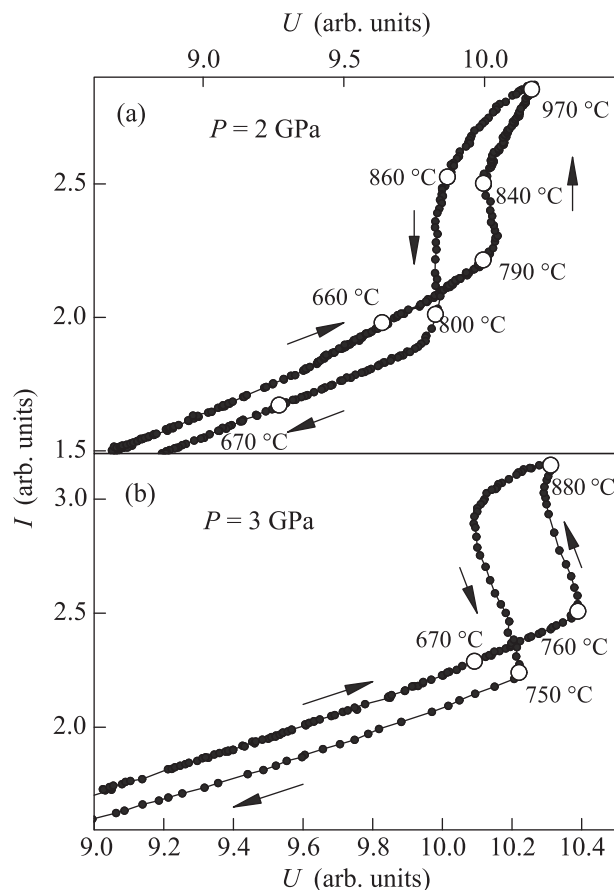 U (arb. units)
9.0 9.5 10.0
(a)
P = 2 GPa
970 °C
860 °C
840 °C
2.5
790 °C
660 °C
800 °C
2.0
670 °C
1.5
I (arb. units)
(b)
P = 3 GPa
880 °C
3.0
2.5
670 °C
760 °C
750 °C
2.0
9.0 9.2 9.4 9.6 9.8 10.0 10.2 10.4
U (arb. units)